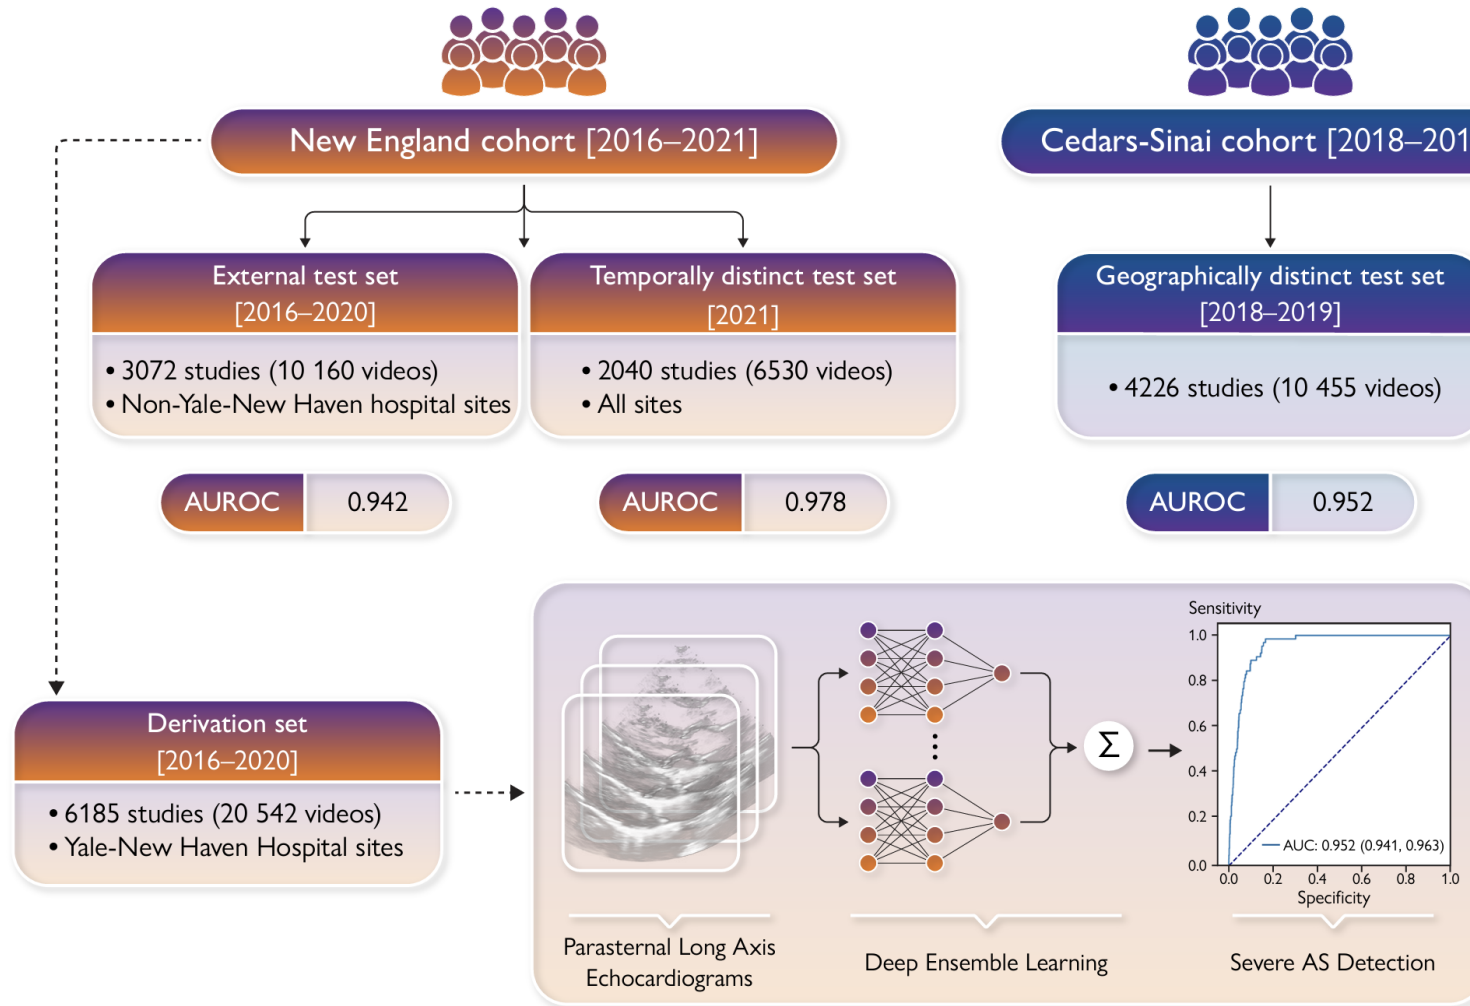 New England cohort [2016–2021]
Cedars-Sinai cohort [2018–201
External test set
[2016–2020]
• 3072 studies (10 160 videos)
• Non-Yale-New Haven hospital sites
Temporally distinct test set
[2021]
• 2040 studies (6530 videos)
• All sites
Geographically distinct test set
[2018–2019]
• 4226 studies (10 455 videos)
AUROC 0.942
AUROC 0.978
AUROC 0.952
Derivation set
[2016–2020]
• 6185 studies (20 542 videos)
• Yale-New Haven Hospital sites
Parasternal Long Axis
Echocardiograms
Deep Ensemble Learning
Σ
Sensitivity
1.0
0.8
0.6
0.4
0.2
0.0
AUC: 0.952 (0.941, 0.963)
0.0 0.2 0.4 0.6 0.8 1.0
Specificity
Severe AS Detection